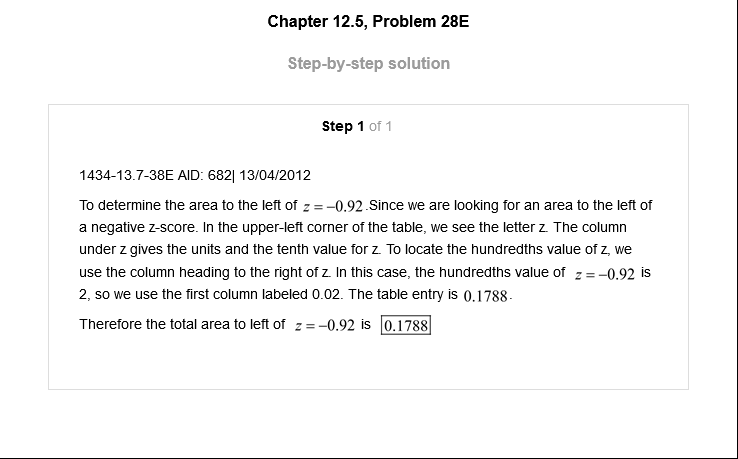 Chapter 12.5, Problem 28E
Step-by-step solution
Step 1 of 1
1434-13.7-38E AID: 682| 13/04/2012
To determine the area to the left of z = −0.92.Since we are looking for an area to the left of
a negative z-score. In the upper-left corner of the table, we see the letter z. The column
under z gives the units and the tenth value for z. To locate the hundredths value of z, we
use the column heading to the right of z. In this case, the hundredths value of z = −0.92 is
2, so we use the first column labeled 0.02. The table entry is 0.1788.
Therefore the total area to left of z = −0.92 is 0.1788